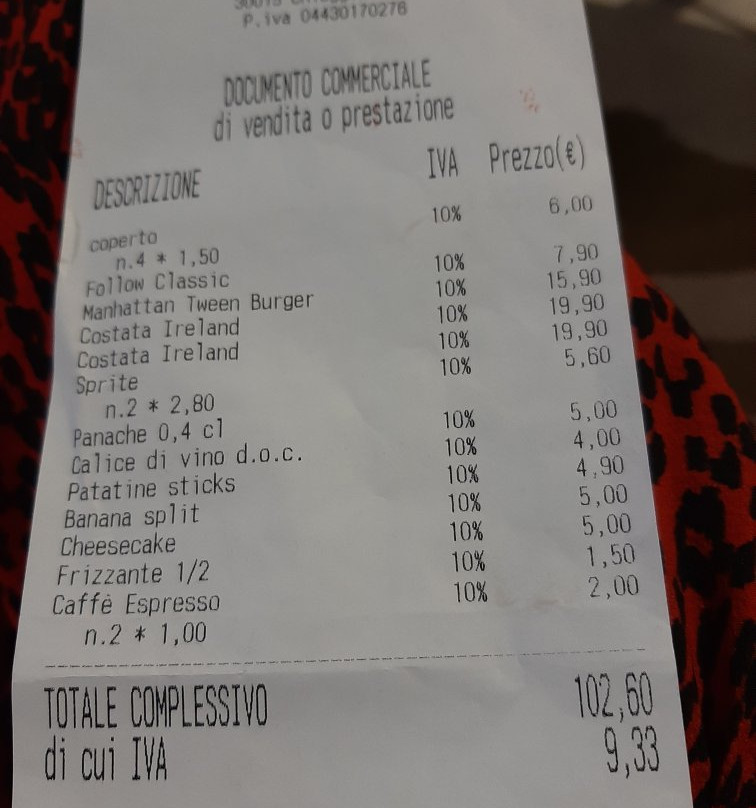 P.iva 04430170276
DOCUMENTO COMMERCIALE
di vendita o prestazione
DESCRIZIONE IVA Prezzo(€)
coperto 10% 6,00
n.4 * 1,50
Follow Classic 10% 7,90
Manhattan Tween Burger 10% 15,90
Costata Ireland 10% 19,90
Costata Ireland 10% 19,90
Sprite 10% 5,60
n.2 * 2,80
Panache 0,4 cl 10% 5,00
Calice di vino d.o.c. 10% 4,00
Patatine sticks 10% 4,90
Banana split 10% 5,00
Cheesecake 10% 5,00
Frizzante 1/2 10% 1,50
Caffè Espresso 10% 2,00
n.2 * 1,00
TOTALE COMPLESSIVO 102,60
di cui IVA 9,33